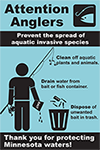 Attention
Anglers
Prevent the spread of
aquatic invasive species
Clean off aquatic
plants and animals.
Drain water from
bait or fish container.
Dispose of
unwanted bait
in trash.
Thank you for protecting
Minnesota waters!